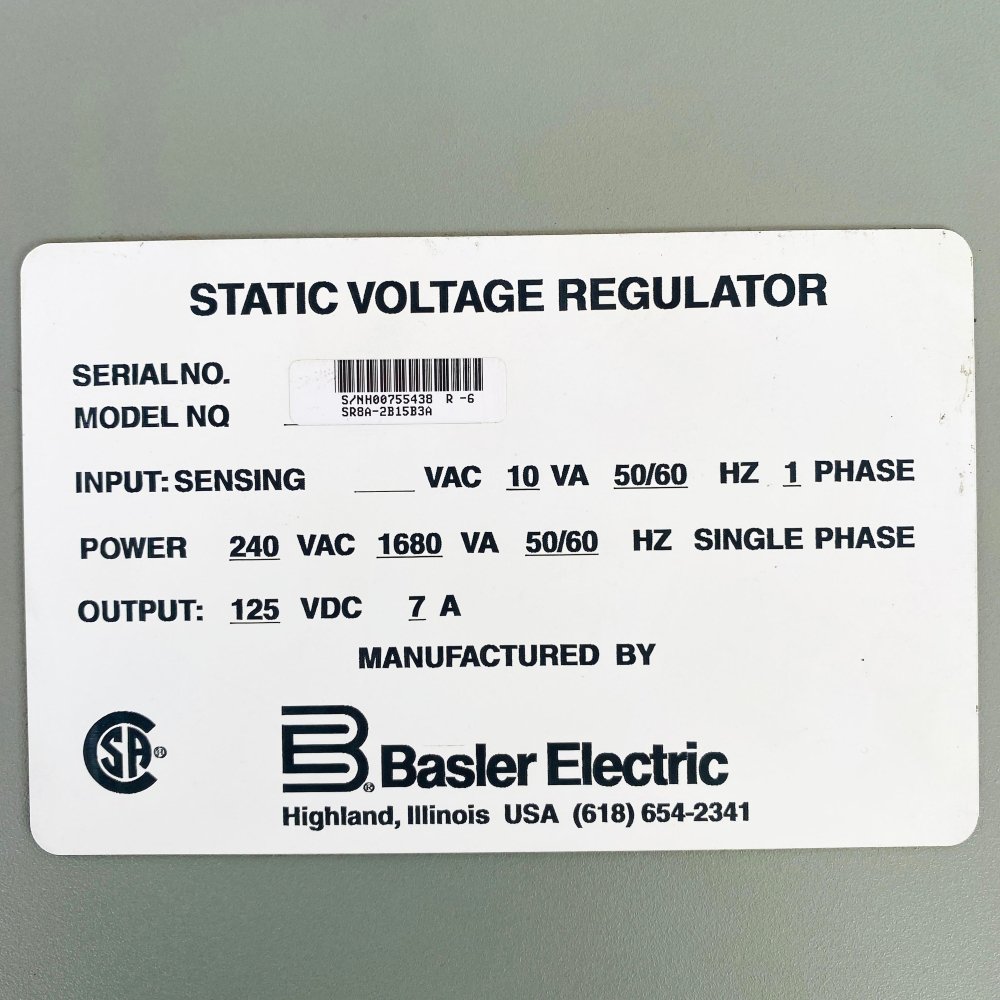 STATIC VOLTAGE REGULATOR
SERIAL NO.
S/NH00755438 R -6
MODEL NO
SR8A-2B15B3A
INPUT: SENSING ____ VAC 10 VA 50/60 HZ 1 PHASE
POWER 240 VAC 1680 VA 50/60 HZ SINGLE PHASE
OUTPUT: 125 VDC 7 A
MANUFACTURED BY
CSA®
B® Basler Electric
Highland, Illinois USA (618) 654-2341